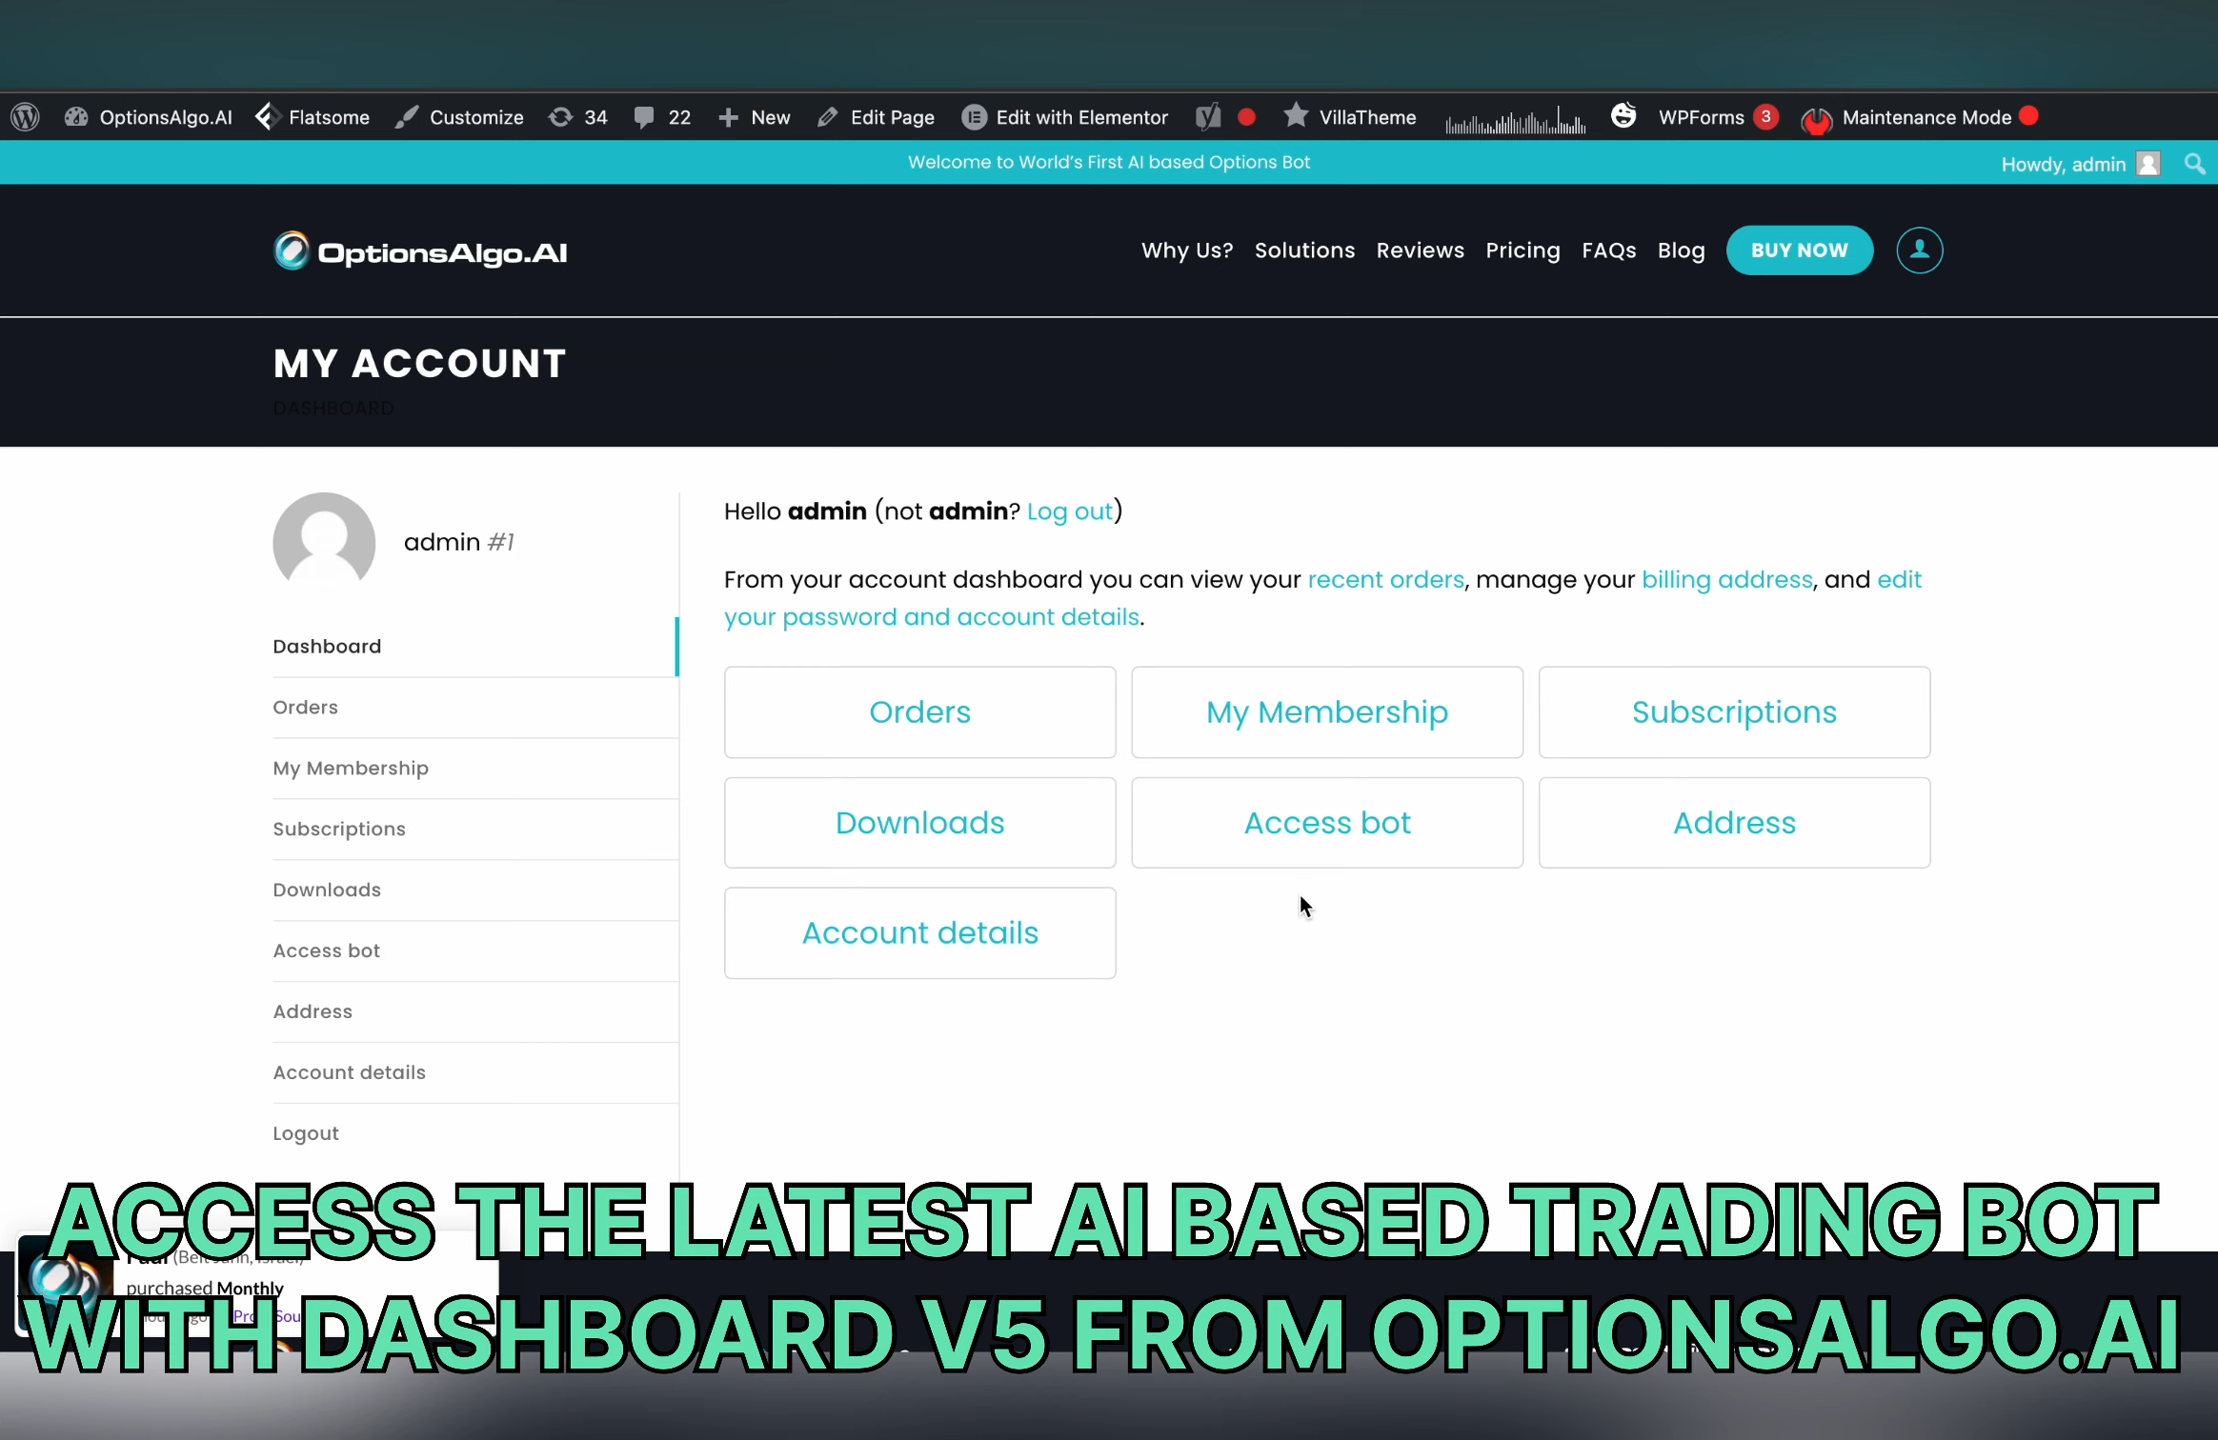 OptionsAlgo.AI Flatsome Customize 34 22 New Edit Page Edit with Elementor VillaTheme WPForms 3 Maintenance Mode
Welcome to World's First AI based Options Bot
Howdy, admin
OptionsAlgo.AI
Why Us? Solutions Reviews Pricing FAQs Blog BUY NOW
MY ACCOUNT
DASHBOARD
admin #1
Dashboard
Orders
My Membership
Subscriptions
Downloads
Access bot
Address
Account details
Logout
Hello admin (not admin? Log out)
From your account dashboard you can view your recent orders, manage your billing address, and edit
your password and account details.
Orders My Membership Subscriptions
Downloads Access bot Address
Account details
ACCESS THE LATEST AI BASED TRADING BOT
purchased Monthly
WITH DASHBOARD V5 FROM OPTIONSALGO.AI